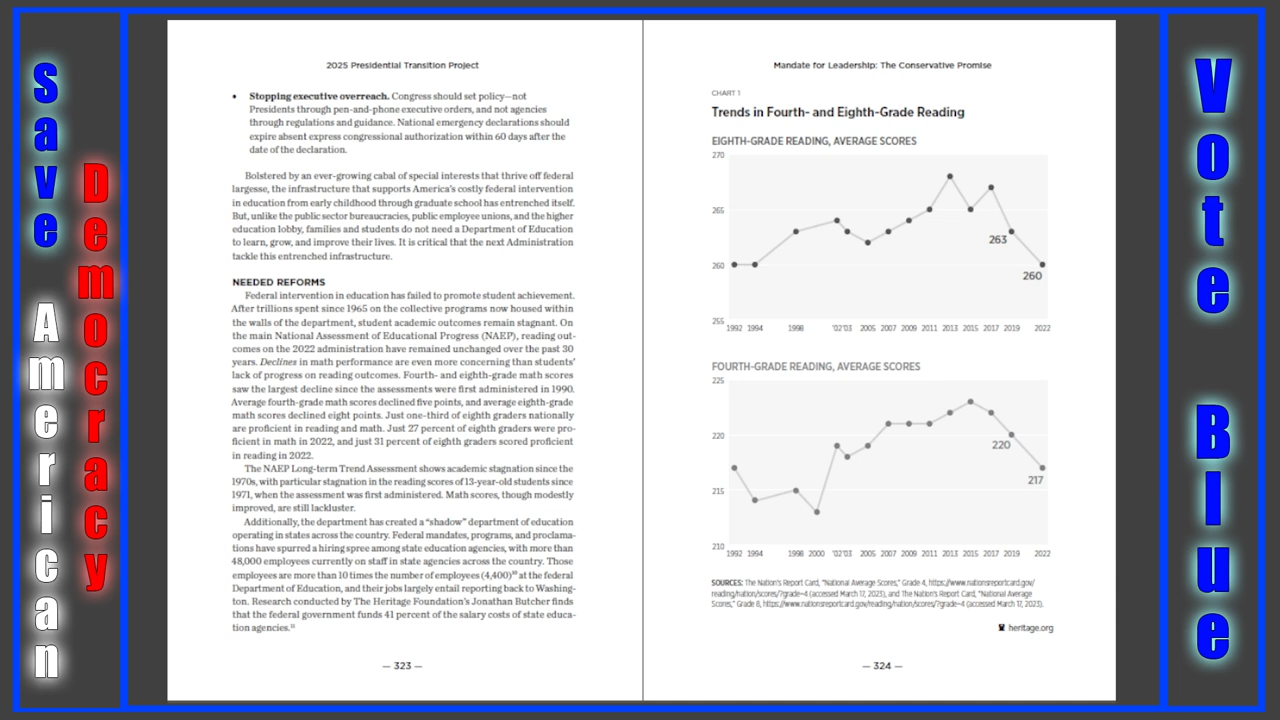 Save
American
Democracy
2025 Presidential Transition Project
• Stopping executive overreach. Congress should set policy—not
Presidents through pen-and-phone executive orders, and not agencies
through regulations and guidance. National emergency declarations should
expire absent express congressional authorization within 60 days after the
date of the declaration.
Bolstered by an ever-growing cabal of special interests that thrive off federal
largesse, the infrastructure that supports America's costly federal intervention
in education from early childhood through graduate school has entrenched itself.
But, unlike the public sector bureaucracies, public employee unions, and the higher
education lobby, families and students do not need a Department of Education
to learn, grow, and improve their lives. It is critical that the next Administration
tackle this entrenched infrastructure.
NEEDED REFORMS
Federal intervention in education has failed to promote student achievement.
After trillions spent since 1965 on the collective programs now housed within
the walls of the department, student academic outcomes remain stagnant. On
the main National Assessment of Educational Progress (NAEP), reading out-
comes on the 2022 administration have remained unchanged over the past 30
years. Declines in math performance are even more concerning than students'
lack of progress on reading outcomes. Fourth- and eighth-grade math scores
saw the largest decline since the assessments were first administered in 1990.
Average fourth-grade math scores declined five points, and average eighth-grade
math scores declined eight points. Just one-third of eighth graders nationally
are proficient in reading and math. Just 27 percent of eighth graders were pro-
ficient in math in 2022, and just 31 percent of eighth graders scored proficient
in reading in 2022.
The NAEP Long-term Trend Assessment shows academic stagnation since the
1970s, with particular stagnation in the reading scores of 13-year-old students since
1971, when the assessment was first administered. Math scores, though modestly
improved, are still lackluster.
Additionally, the department has created a "shadow" department of education
operating in states across the country. Federal mandates, programs, and proclama-
tions have spurred a hiring spree among state education agencies, with more than
48,000 employees currently on staff in state agencies across the country. Those
employees are more than 10 times the number of employees (4,400)¹⁰ at the federal
Department of Education, and their jobs largely entail reporting back to Washing-
ton. Research conducted by The Heritage Foundation's Jonathan Butcher finds
that the federal government funds 41 percent of the salary costs of state educa-
tion agencies.¹¹
— 323 —
Mandate for Leadership: The Conservative Promise
CHART 1
Trends in Fourth- and Eighth-Grade Reading
EIGHTH-GRADE READING, AVERAGE SCORES
270
265
260
255
263
260
1992 1994 1998 '02 '03 2005 2007 2009 2011 2013 2015 2017 2019 2022
FOURTH-GRADE READING, AVERAGE SCORES
225
220
215
210
220
217
1992 1994 1998 2000 '02 '03 2005 2007 2009 2011 2013 2015 2017 2019 2022
SOURCES: The Nation's Report Card, "National Average Scores," Grade 4, https://www.nationsreportcard.gov/
reading/nation/scores/?grade=4 (accessed March 17, 2023), and The Nation's Report Card, "National Average
Scores," Grade 8, https://www.nationsreportcard.gov/reading/nation/scores/?grade=4 (accessed March 17, 2023).
heritage.org
— 324 —
Vote
Blue